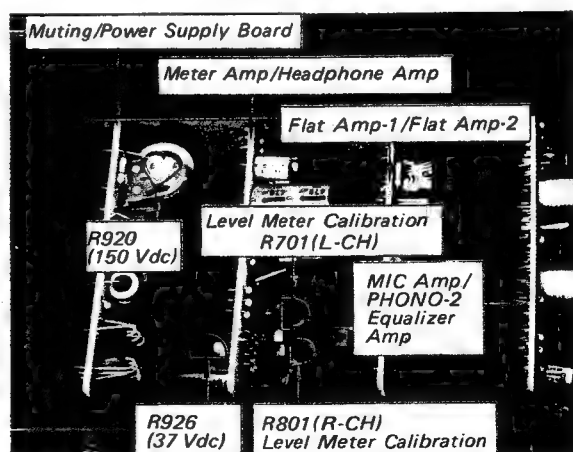 Muting/Power Supply Board
Meter Amp/Headphone Amp
Flat Amp-1/Flat Amp-2
R920
(150 Vdc)
Level Meter Calibration
R701(L-CH)
MIC Amp/
PHONO-2
Equalizer
Amp
R926
(37 Vdc)
R801(R-CH)
Level Meter Calibration